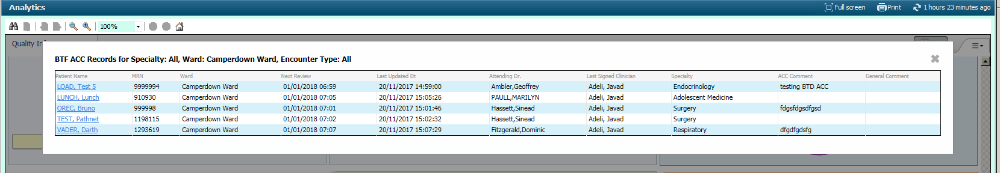 Analytics Full screen Print 1 hours 23 minutes ago
100%
Quality In
BTF ACC Records for Specialty: All, Ward: Camperdown Ward, Encounter Type: All
Patient Name MRN Ward Next Review Last Updated Dt Attending Dr. Last Signed Clinician Specialty ACC Comment General Comment
LOAD, Test 5 9999994 Camperdown Ward 01/01/2018 06:59 20/11/2017 14:59:00 Ambler,Geoffrey Adeli, Javad Endocrinology testing BTD ACC
LUNCH, Lunch 910930 Camperdown Ward 01/01/2018 07:05 20/11/2017 15:05:26 PAULL,MARILYN Adeli, Javad Adolescent Medicine
OREC, Bruno 999998 Camperdown Ward 01/01/2018 07:01 20/11/2017 15:01:46 Hassett,Sinead Adeli, Javad Surgery fdgsfdgsdfgsd
TEST, Pathnet 1198115 Camperdown Ward 01/01/2018 07:02 20/11/2017 15:02:32 Hassett,Sinead Adeli, Javad Surgery
VADER, Darth 1293619 Camperdown Ward 01/01/2018 07:07 20/11/2017 15:07:29 Fitzgerald,Dominic Adeli, Javad Respiratory dfgdfgdsfg